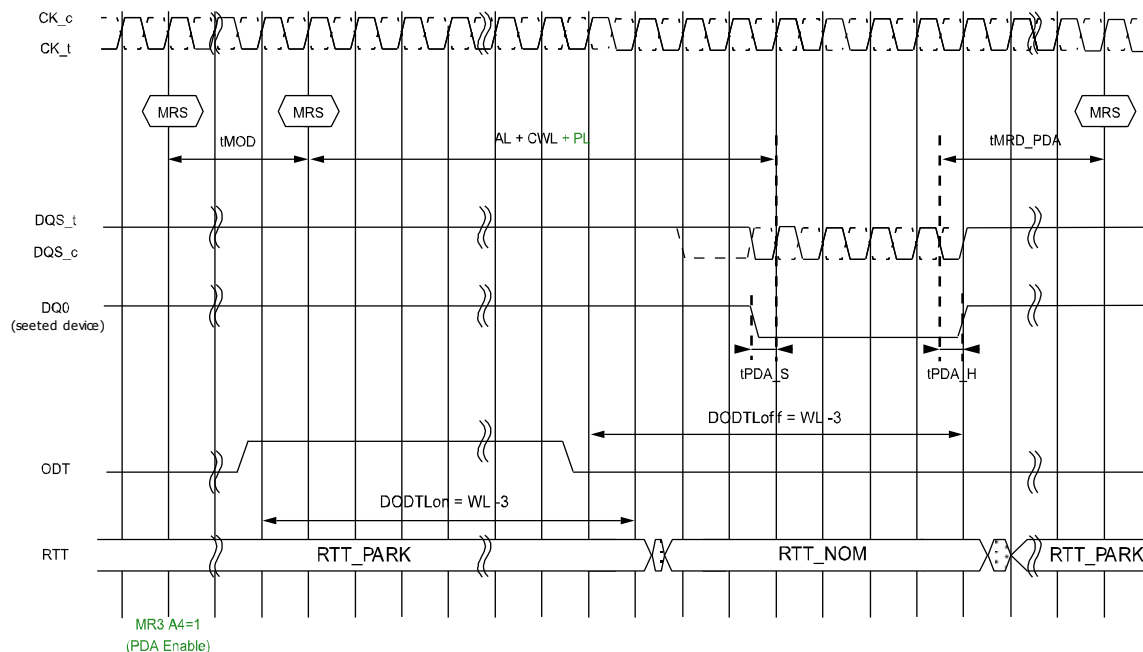 CK_c
CK_t
MRS
MRS
MRS
tMOD
AL + CWL + PL
tMRD_PDA
DQS_t
DQS_c
DQ0
(seeted device)
tPDA_S
tPDA_H
DODTLoff = WL -3
ODT
DODTLon = WL -3
RTT
RTT_PARK
RTT_NOM
RTT_PARK
MR3 A4=1
(PDA Enable)